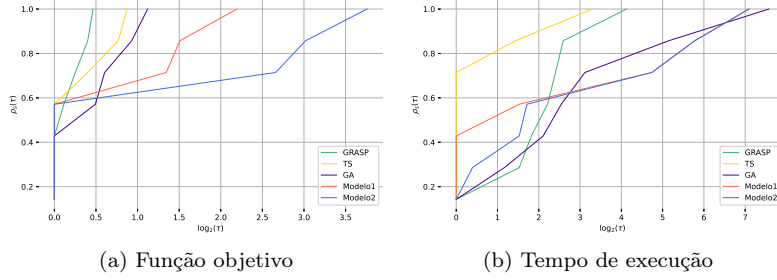 1.0
0.8
0.6
0.4
0.2
ρₛ(τ)
0.0 0.5 1.0 1.5 2.0 2.5 3.0 3.5
log₂(τ)
GRASP
TS
GA
Modelo1
Modelo2
(a) Função objetivo
1.0
0.8
0.6
0.4
0.2
ρₛ(τ)
0 1 2 3 4 5 6 7
log₂(τ)
GRASP
TS
GA
Modelo1
Modelo2
(b) Tempo de execução